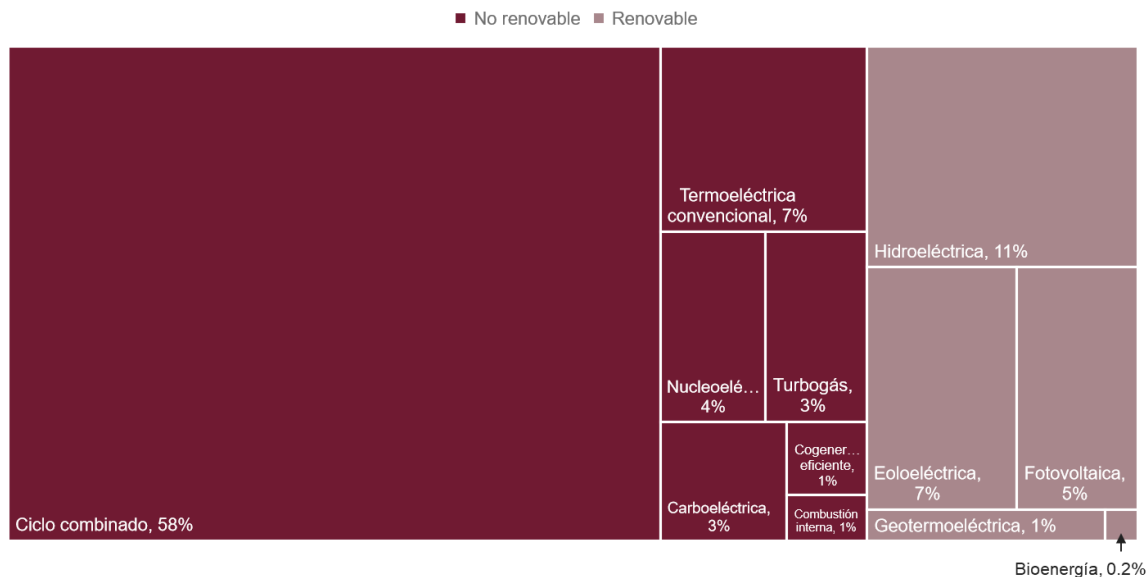 No renovable
Renovable
Ciclo combinado, 58%
Termoeléctrica
convencional, 7%
Nucleoelé…
4%
Turbogás,
3%
Carboeléctrica,
3%
Cogener…
eficiente,
1%
Combustión
interna, 1%
Hidroeléctrica, 11%
Eoloeléctrica,
7%
Fotovoltaica,
5%
Geotermoeléctrica, 1%
Bioenergía, 0.2%